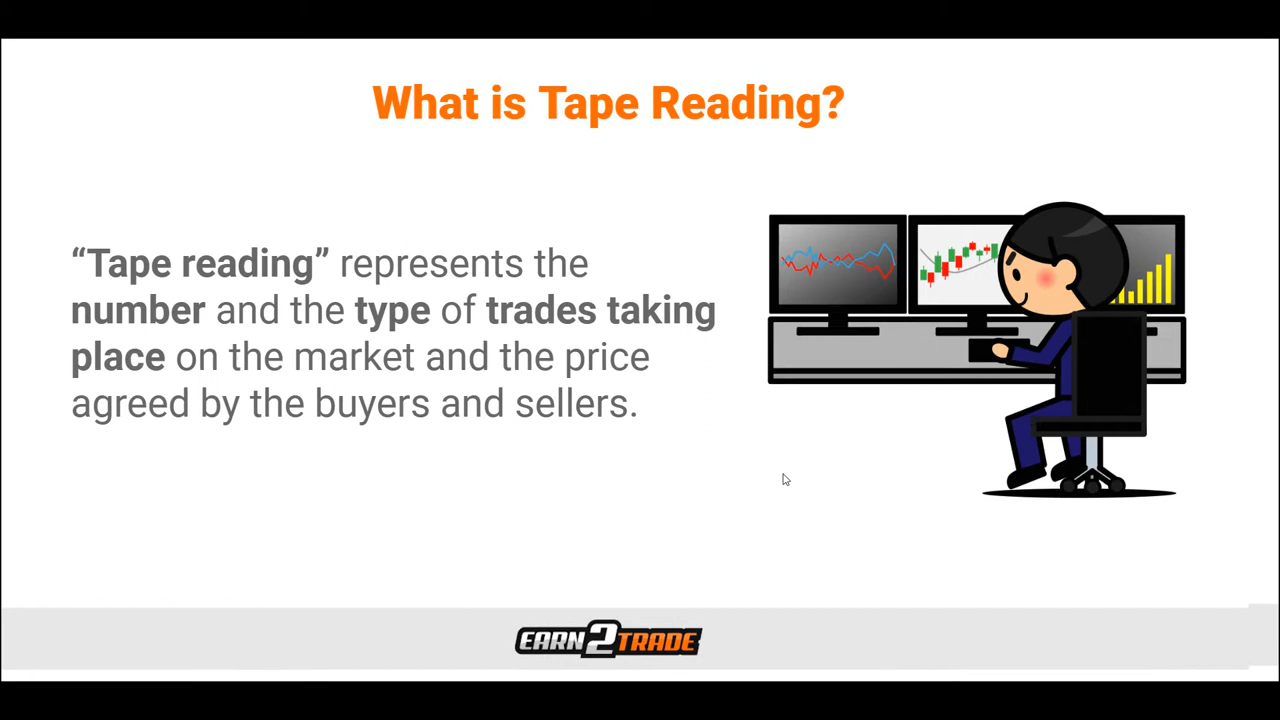 What is Tape Reading?
“Tape reading” represents the
number and the type of trades taking
place on the market and the price
agreed by the buyers and sellers.
EARN2TRADE